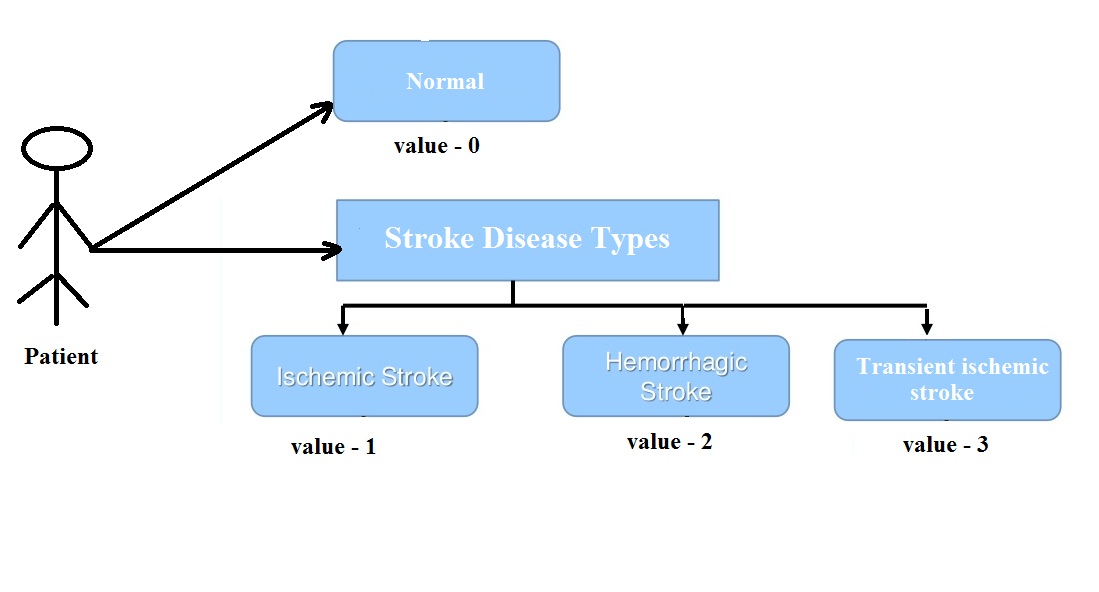 Normal
value - 0
Stroke Disease Types
Patient
Ischemic Stroke
value - 1
Hemorrhagic
Stroke
value - 2
Transient ischemic
stroke
value - 3